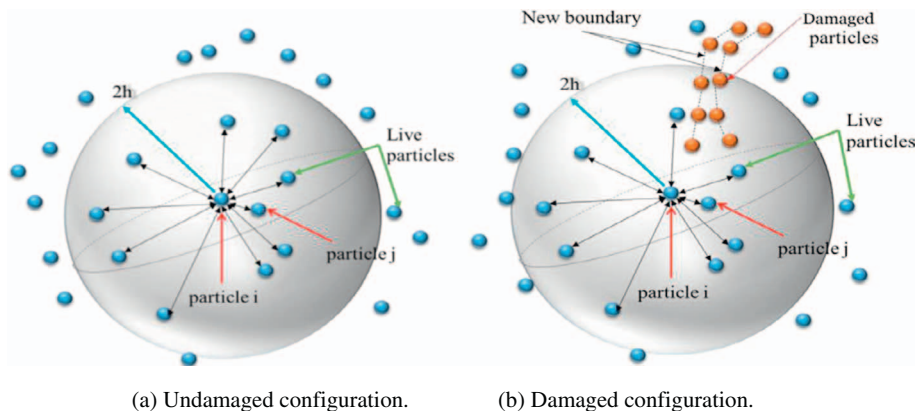 2h
Live
particles
particle j
particle i
(a) Undamaged configuration.
New boundary
Damaged
particles
2h
Live
particles
particle j
particle i
(b) Damaged configuration.